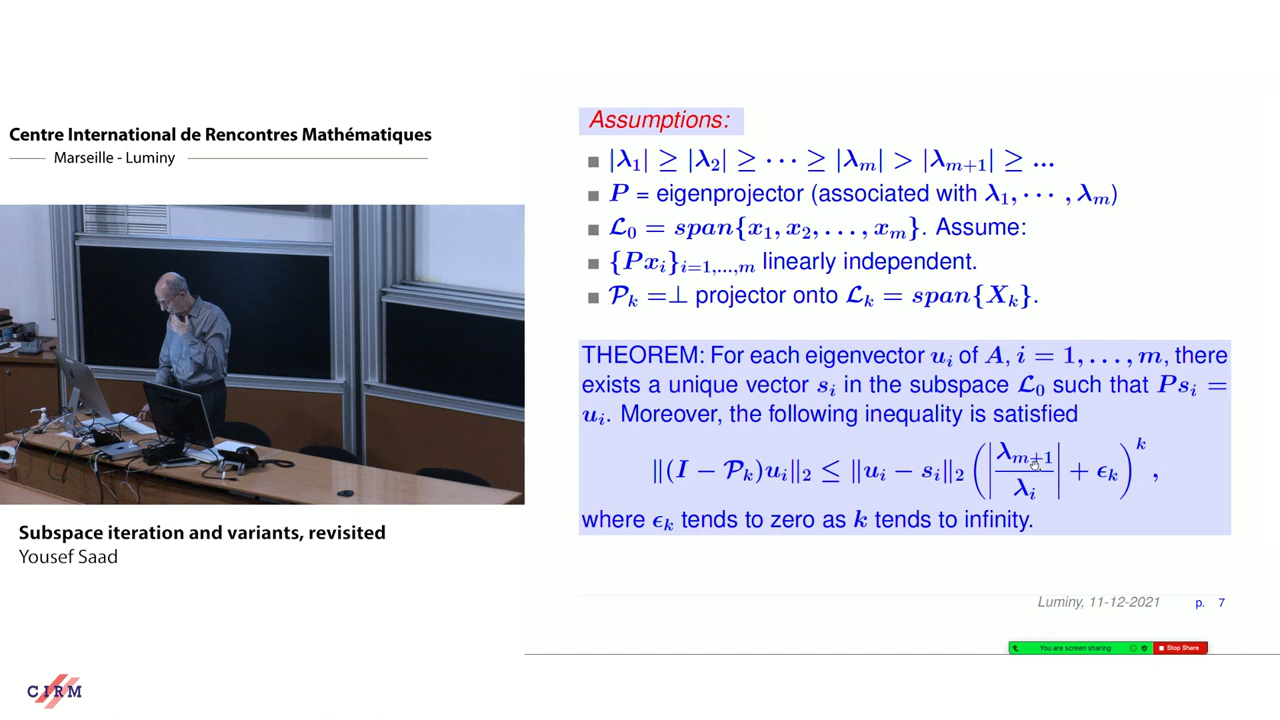 Centre International de Rencontres Mathématiques
Marseille - Luminy
Subspace iteration and variants, revisited
Yousef Saad
CIRM
Assumptions:
■ |λ₁| ≥ |λ₂| ≥ ··· ≥ |λₘ| > |λₘ₊₁| ≥ ...
■ P = eigenprojector (associated with λ₁, ··· , λₘ)
■ 𝓛₀ = span{x₁, x₂, . . . , xₘ}. Assume:
■ {Pxᵢ}ᵢ₌₁,...,ₘ linearly independent.
■ 𝓟ₖ =⊥ projector onto 𝓛ₖ = span{Xₖ}.
THEOREM: For each eigenvector uᵢ of A, i = 1, . . . , m, there
exists a unique vector sᵢ in the subspace 𝓛₀ such that Psᵢ =
uᵢ. Moreover, the following inequality is satisfied
‖(I − 𝓟ₖ)uᵢ‖₂ ≤ ‖uᵢ − sᵢ‖₂ (|λₘ₊₁/λᵢ| + ϵₖ)ᵏ ,
where ϵₖ tends to zero as k tends to infinity.
Luminy, 11-12-2021 p. 7
You are screen sharing Stop Share